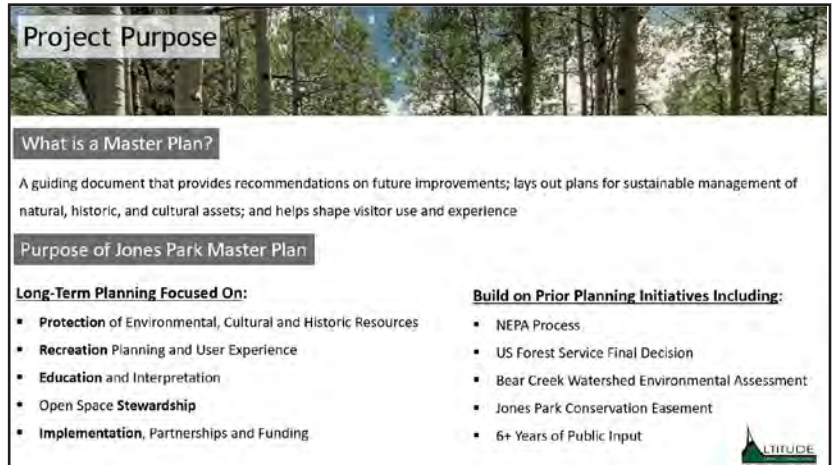 Project Purpose
What is a Master Plan?
A guiding document that provides recommendations on future improvements; lays out plans for sustainable management of
natural, historic, and cultural assets; and helps shape visitor use and experience
Purpose of Jones Park Master Plan
Long-Term Planning Focused On:
▪ Protection of Environmental, Cultural and Historic Resources
▪ Recreation Planning and User Experience
▪ Education and Interpretation
▪ Open Space Stewardship
▪ Implementation, Partnerships and Funding
Build on Prior Planning Initiatives Including:
▪ NEPA Process
▪ US Forest Service Final Decision
▪ Bear Creek Watershed Environmental Assessment
▪ Jones Park Conservation Easement
▪ 6+ Years of Public Input
LTITUDE